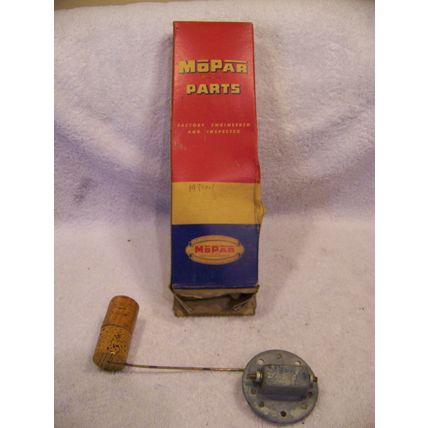 MOPAR
PARTS
FACTORY ENGINEERED
AND INSPECTED
MOPAR